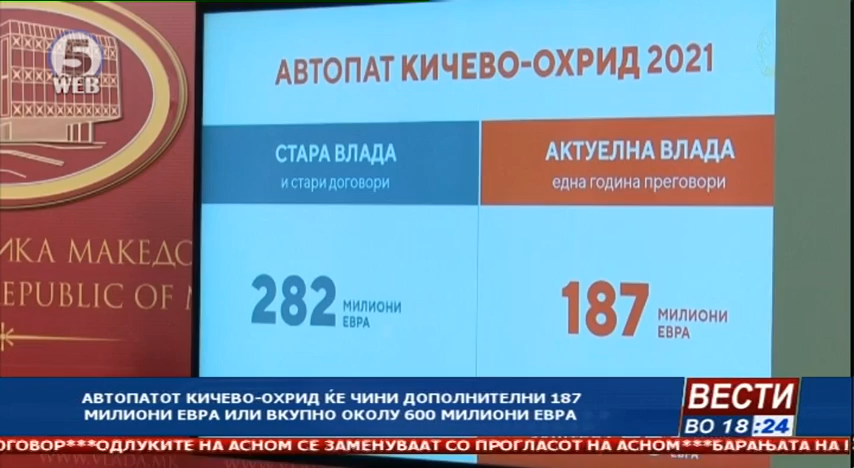 5
WEB
АВТОПАТ КИЧЕВО-ОХРИД 2021
СТАРА ВЛАДА
и стари договори
АКТУЕЛНА ВЛАДА
една година преговори
282 МИЛИОНИ
ЕВРА
187 МИЛИОНИ
ЕВРА
ИКА МАКЕДО
REPUBLIC OF
АВТОПАТОТ КИЧЕВО-ОХРИД ЌЕ ЧИНИ ДОПОЛНИТЕЛНИ 187
МИЛИОНИ ЕВРА ИЛИ ВКУПНО ОКОЛУ 600 МИЛИОНИ ЕВРА
ВЕСТИ
ВО 18:24
ОГОВОР***ОДЛУКИТЕ НА АСНОМ СЕ ЗАМЕНУВААТ СО ПРОГЛАСОТ НА АСНОМ***БАРАЊАТА НА
ЕВРА